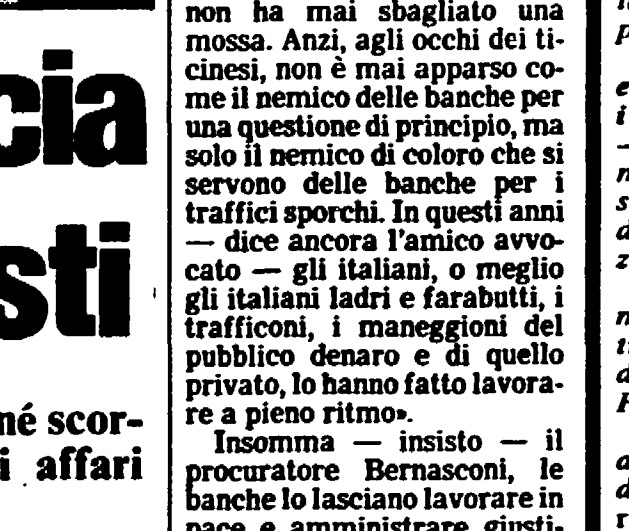 cia
sti
né scor-
i affari
non ha mai sbagliato una
mossa. Anzi, agli occhi dei ti-
cinesi, non è mai apparso co-
me il nemico delle banche per
una questione di principio, ma
solo il nemico di coloro che si
servono delle banche per i
traffici sporchi. In questi anni
— dice ancora l'amico avvo-
cato — gli italiani, o meglio
gli italiani ladri e farabutti, i
trafficoni, i maneggioni del
pubblico denaro e di quello
privato, lo hanno fatto lavora-
re a pieno ritmo».
Insomma — insisto — il
procuratore Bernasconi, le
banche lo lasciano lavorare in
pace e amministrare giusti-